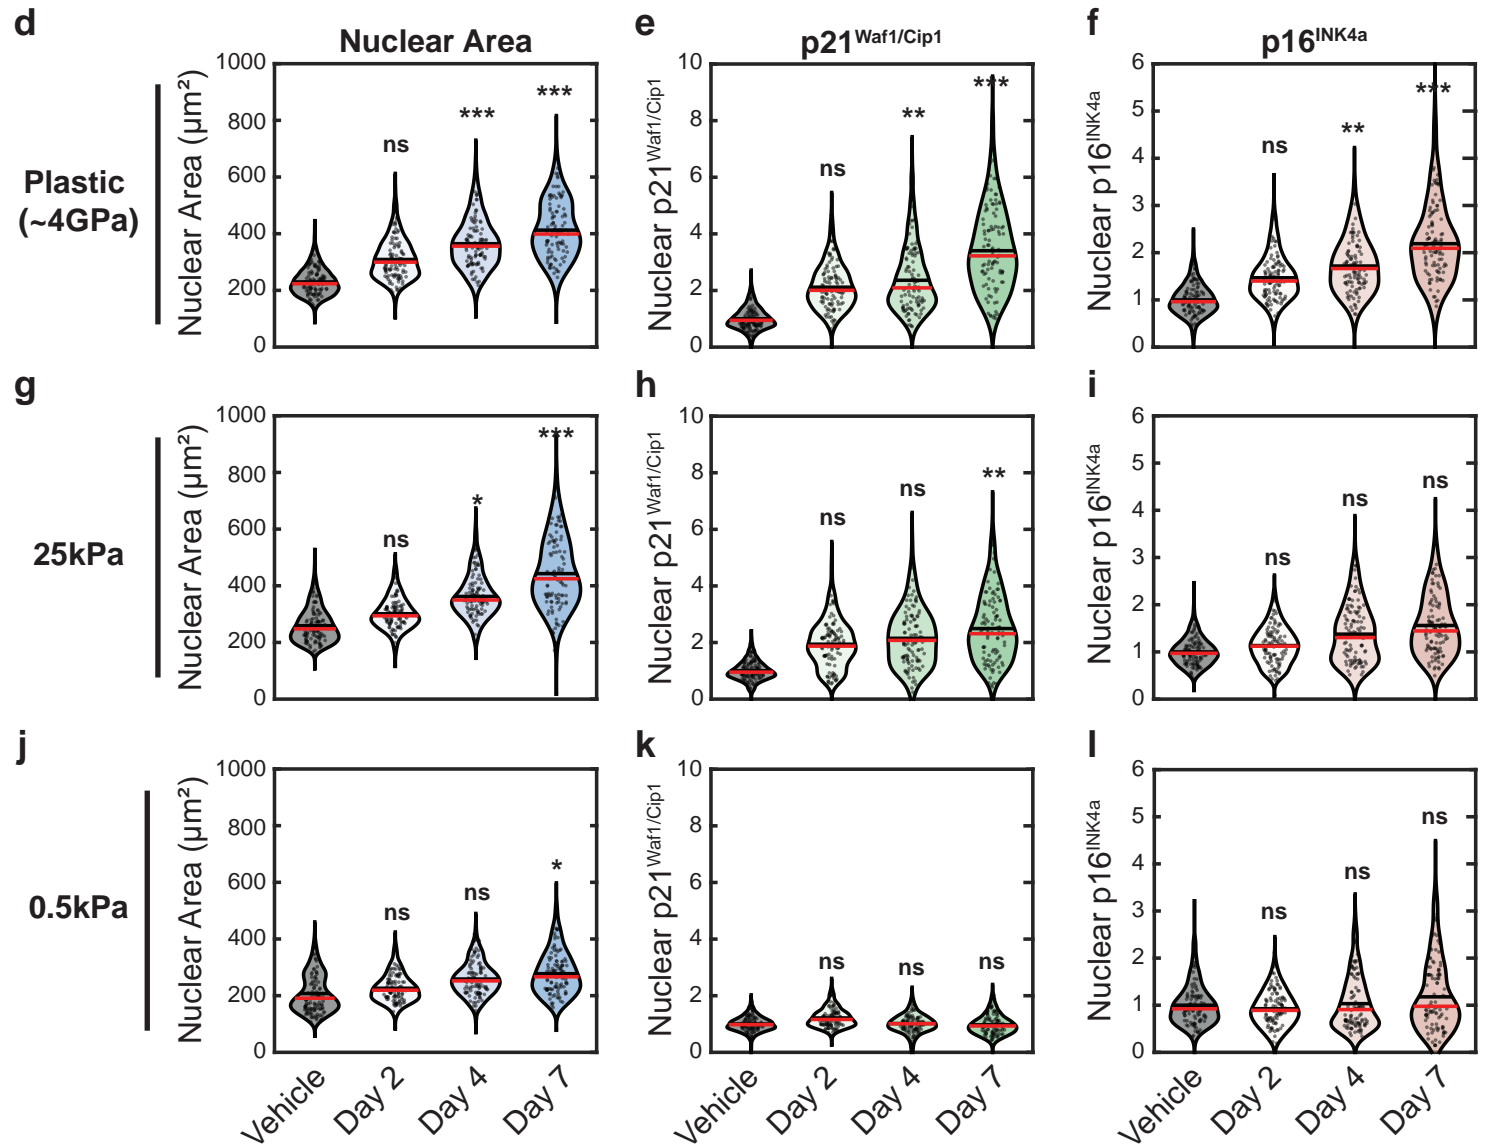 d
Nuclear Area
e
p21Waf1/Cip1
f
p16INK4a
Plastic
(~4GPa)
Nuclear Area (μm²)
1000
800
600
400
200
0
ns
***
***
Nuclear p21Waf1/Cip1
10
8
6
4
2
0
ns
**
***
Nuclear p16INK4a
6
5
4
3
2
1
0
ns
**
***
g
h
i
25kPa
Nuclear Area (μm²)
1000
800
600
400
200
0
ns
*
***
Nuclear p21Waf1/Cip1
10
8
6
4
2
0
ns
ns
**
Nuclear p16INK4a
6
5
4
3
2
1
0
ns
ns
ns
j
k
l
0.5kPa
Nuclear Area (μm²)
1000
800
600
400
200
0
ns
ns
*
Nuclear p21Waf1/Cip1
10
8
6
4
2
0
ns
ns
ns
Nuclear p16INK4a
6
5
4
3
2
1
0
ns
ns
ns
Vehicle
Day 2
Day 4
Day 7
Vehicle
Day 2
Day 4
Day 7
Vehicle
Day 2
Day 4
Day 7